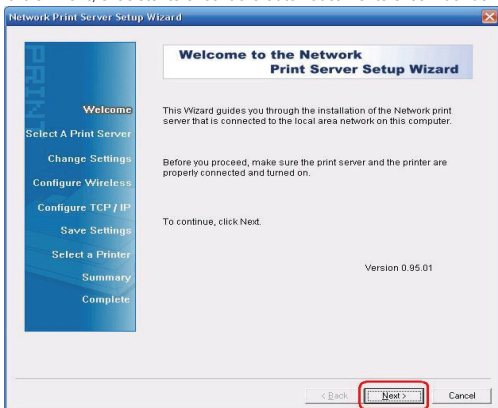 Network Print Server Setup Wizard
PRINT
Welcome
Select A Print Server
Change Settings
Configure Wireless
Configure TCP / IP
Save Settings
Select a Printer
Summary
Complete
Welcome to the Network
Print Server Setup Wizard
This Wizard guides you through the installation of the Network print
server that is connected to the local area network on this computer.
Before you proceed, make sure the print server and the printer are
properly connected and turned on.
To continue, click Next.
Version 0.95.01
< Back
Next >
Cancel